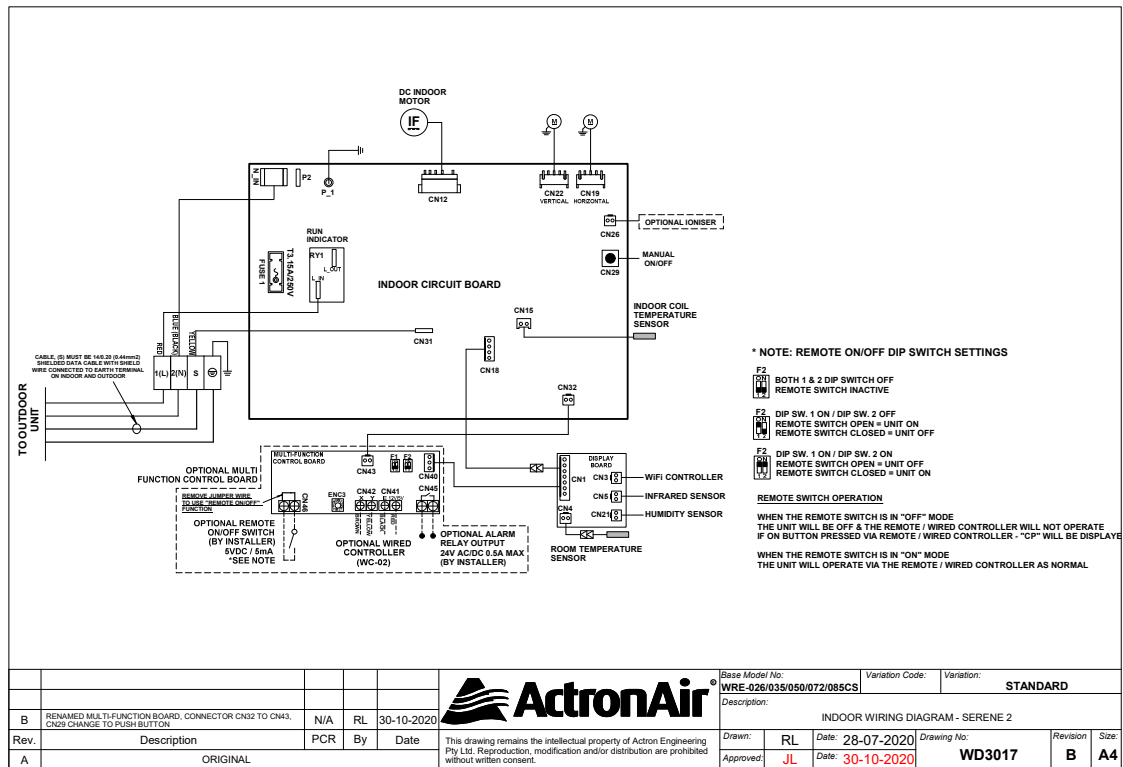 DC INDOOR
MOTOR
IF
M
M
N_IN
P2
P_1
CN12
CN22
VERTICAL
CN19
HORIZONTAL
CN26
OPTIONAL IONISER
RUN
INDICATOR
RY1
L_OUT
L_IN
T3.15A/250V
FUSE 1
MANUAL
ON/OFF
CN29
INDOOR CIRCUIT BOARD
CN15
INDOOR COIL
TEMPERATURE
SENSOR
CN31
CN18
CN32
RED
BLUE (BLACK)
YELLOW
CABLE, (S) MUST BE 14/0.20 (0.44mm2)
SHIELDED DATA CABLE WITH SHIELD
WIRE CONNECTED TO EARTH TERMINAL
ON INDOOR AND OUTDOOR
1(L)
2(N)
S
TO OUTDOOR
UNIT
OPTIONAL MULTI
FUNCTION CONTROL BOARD
MULTI-FUNCTION
CONTROL BOARD
CN43
F1
F2
CN40
REMOVE JUMPER WIRE
TO USE "REMOTE ON/OFF"
FUNCTION
CN46
ENC3
CN42
X Y
CN41
E 12V/5V
CN45
BROWN
YELLOW
BLACK
RED
OPTIONAL REMOTE
ON/OFF SWITCH
(BY INSTALLER)
5VDC / 5mA
*SEE NOTE
OPTIONAL WIRED
CONTROLLER
(WC-02)
OPTIONAL ALARM
RELAY OUTPUT
24V AC/DC 0.5A MAX
(BY INSTALLER)
DISPLAY
BOARD
CN1
CN3
WiFi CONTROLLER
CN5
INFRARED SENSOR
CN4
CN21
HUMIDITY SENSOR
ROOM TEMPERATURE
SENSOR
* NOTE: REMOTE ON/OFF DIP SWITCH SETTINGS
F2
ON
1 2
BOTH 1 & 2 DIP SWITCH OFF
REMOTE SWITCH INACTIVE
F2
ON
1 2
DIP SW. 1 ON / DIP SW. 2 OFF
REMOTE SWITCH OPEN = UNIT ON
REMOTE SWITCH CLOSED = UNIT OFF
F2
ON
1 2
DIP SW. 1 ON / DIP SW. 2 ON
REMOTE SWITCH OPEN = UNIT OFF
REMOTE SWITCH CLOSED = UNIT ON
REMOTE SWITCH OPERATION
WHEN THE REMOTE SWITCH IS IN "OFF" MODE
THE UNIT WILL BE OFF & THE REMOTE / WIRED CONTROLLER WILL NOT OPERATE
IF ON BUTTON PRESSED VIA REMOTE / WIRED CONTROLLER - "CP" WILL BE DISPLAYE
WHEN THE REMOTE SWITCH IS IN "ON" MODE
THE UNIT WILL OPERATE VIA THE REMOTE / WIRED CONTROLLER AS NORMAL
B RENAMED MULTI-FUNCTION BOARD, CONNECTOR CN32 TO CN43, CN29 CHANGE TO PUSH BUTTON N/A RL 30-10-2020
Rev. Description PCR By Date
A ORIGINAL
ActronAir®
This drawing remains the intellectual property of Actron Engineering
Pty Ltd. Reproduction, modification and/or distribution are prohibited
without written consent.
Base Model No: Variation Code: Variation:
WRE-026/035/050/072/085CS STANDARD
Description:
INDOOR WIRING DIAGRAM - SERENE 2
Drawn: RL Date: 28-07-2020 Drawing No: Revision Size:
Approved: JL Date: 30-10-2020 WD3017 B A4